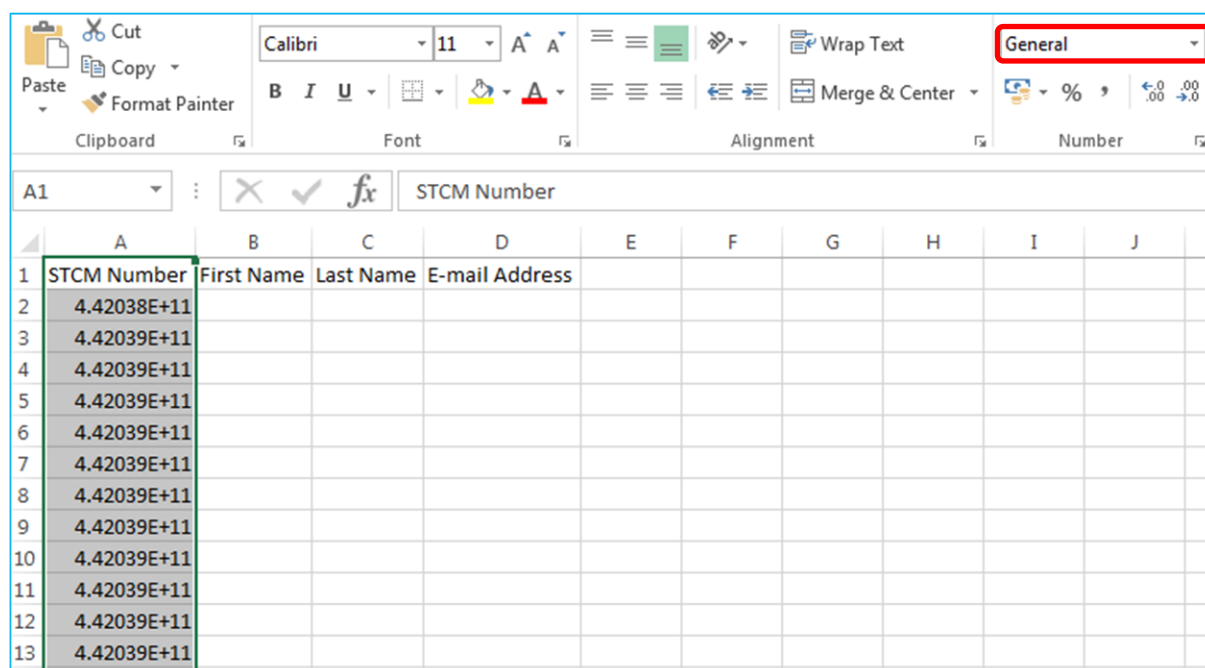 Cut
Copy
Format Painter
Paste
Clipboard
Calibri 11 A A
B I U A
Font
Wrap Text
Merge & Center
Alignment
General
% , .0 .00 .00 .0
Number
A1 fx STCM Number
A B C D E F G H I J
1 STCM Number First Name Last Name E-mail Address
2 4.42038E+11
3 4.42039E+11
4 4.42039E+11
5 4.42039E+11
6 4.42039E+11
7 4.42039E+11
8 4.42039E+11
9 4.42039E+11
10 4.42039E+11
11 4.42039E+11
12 4.42039E+11
13 4.42039E+11